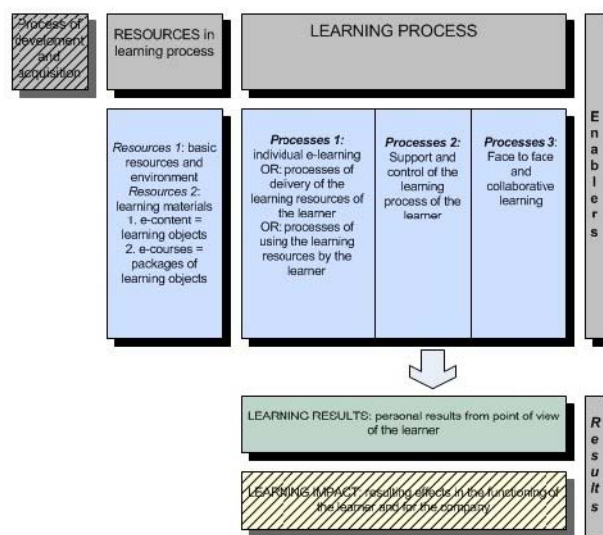 Process of
develoment
and
acquisition
RESOURCES in
learning process
LEARNING PROCESS
Enablers
Resources 1: basic
resources and
environment
Resources 2:
learning materials
1. e-content =
learning objects
2. e-courses =
packages of
learning objects
Processes 1:
individual e-learning
OR: processes of
delivery of the
learning resources of
the learner
OR: processes of
using the learning
resources by the
learner
Processes 2:
Support and
control of the
learning
process of the
learner
Processes 3:
Face to face
and
collaborative
learning
LEARNING RESULTS: personal results from point of view
of the learner
LEARNING IMPACT: resulting effects in the functioning of
the learner and for the company
Results